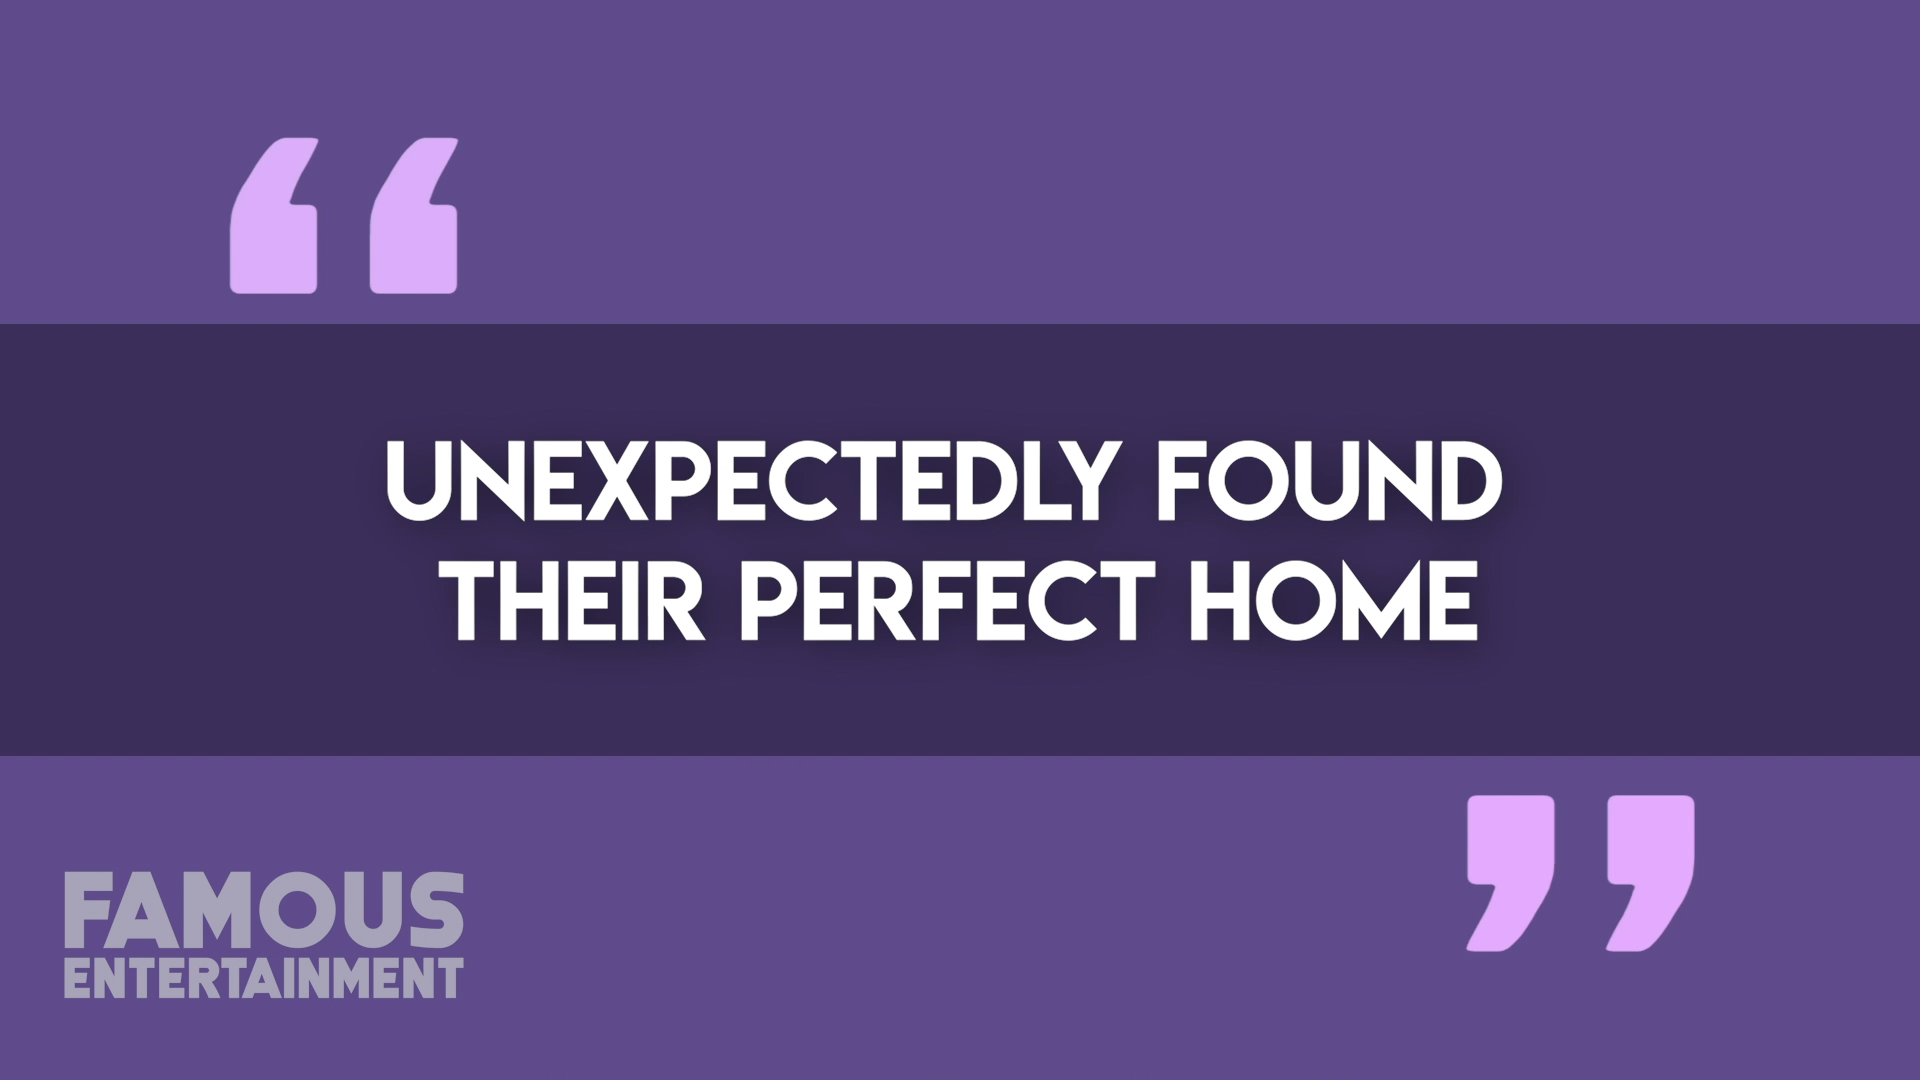 “
UNEXPECTEDLY FOUND
THEIR PERFECT HOME
”
FAMOUS
ENTERTAINMENT